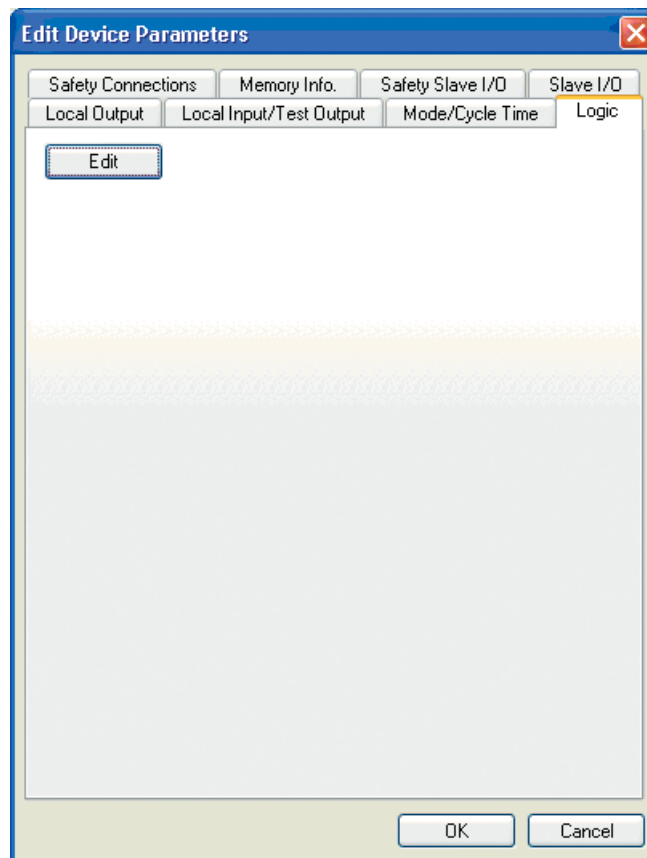 Edit Device Parameters
Safety Connections Memory Info. Safety Slave I/O Slave I/O
Local Output Local Input/Test Output Mode/Cycle Time Logic
Edit
OK Cancel